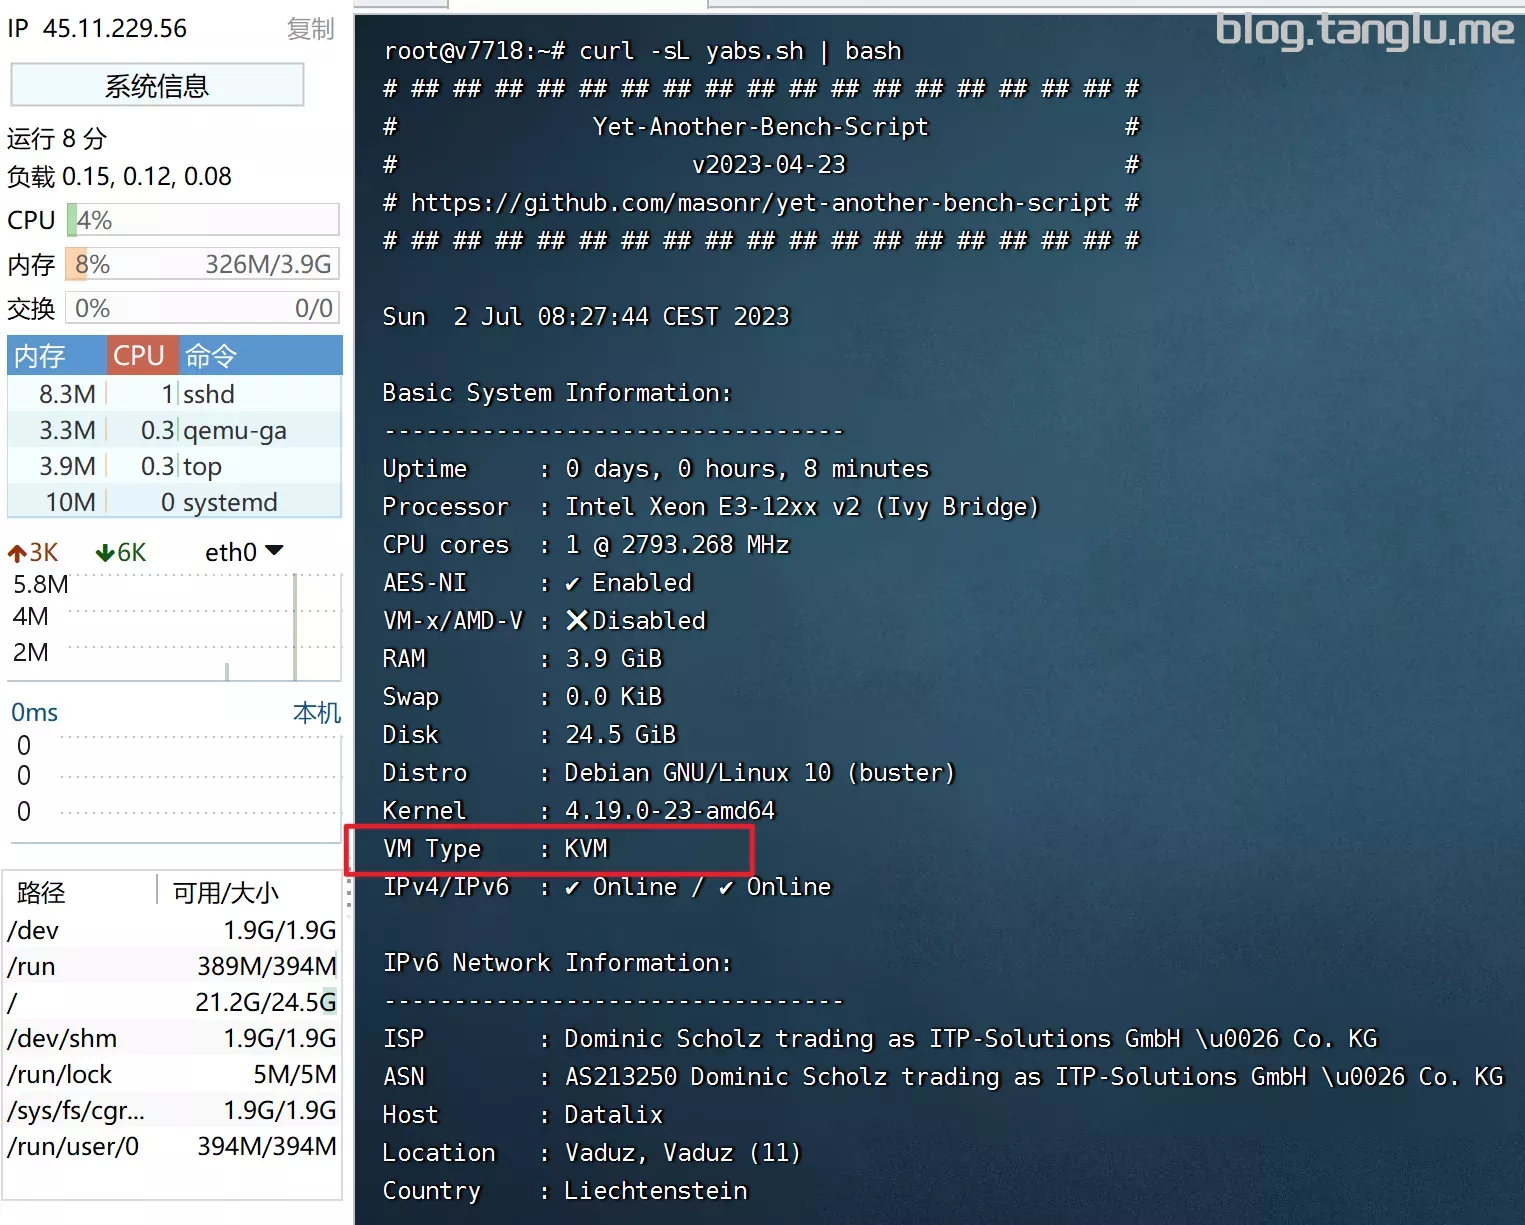 IP 45.11.229.56 复制
系统信息
运行 8 分
负载 0.15, 0.12, 0.08
CPU 4%
内存 8% 326M/3.9G
交换 0% 0/0
内存 CPU 命令
8.3M 1 sshd
3.3M 0.3 qemu-ga
3.9M 0.3 top
10M 0 systemd
3K 6K eth0
5.8M
4M
2M
0ms 本机
0
0
0
路径 可用/大小
/dev 1.9G/1.9G
/run 389M/394M
/ 21.2G/24.5G
/dev/shm 1.9G/1.9G
/run/lock 5M/5M
/sys/fs/cgr... 1.9G/1.9G
/run/user/0 394M/394M
blog.tanglu.me
root@v7718:~# curl -sL yabs.sh | bash
# ## ## ## ## ## ## ## ## ## ## ## ## ## ## ## ## ## #
# Yet-Another-Bench-Script #
# v2023-04-23 #
# https://github.com/masonr/yet-another-bench-script #
# ## ## ## ## ## ## ## ## ## ## ## ## ## ## ## ## ## #
Sun  2 Jul 08:27:44 CEST 2023
Basic System Information:
---------------------------------
Uptime : 0 days, 0 hours, 8 minutes
Processor : Intel Xeon E3-12xx v2 (Ivy Bridge)
CPU cores : 1 @ 2793.268 MHz
AES-NI : ✔ Enabled
VM-x/AMD-V : ❌ Disabled
RAM : 3.9 GiB
Swap : 0.0 KiB
Disk : 24.5 GiB
Distro : Debian GNU/Linux 10 (buster)
Kernel : 4.19.0-23-amd64
VM Type : KVM
IPv4/IPv6 : ✔ Online / ✔ Online
IPv6 Network Information:
---------------------------------
ISP : Dominic Scholz trading as ITP-Solutions GmbH \u0026 Co. KG
ASN : AS213250 Dominic Scholz trading as ITP-Solutions GmbH \u0026 Co. KG
Host : Datalix
Location : Vaduz, Vaduz (11)
Country : Liechtenstein